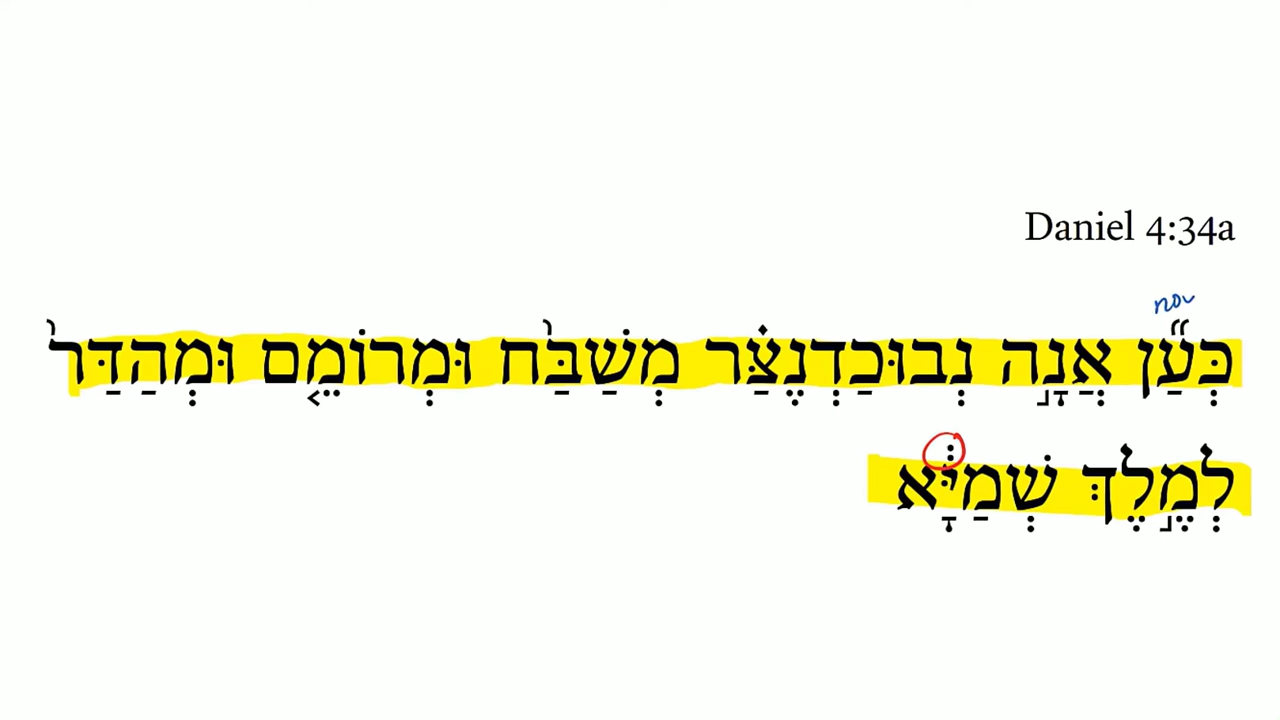 Daniel 4:34a
now
כְּעַ֞ן אֲנָ֣ה נְבוּכַדְנֶצַּ֗ר מְשַׁבַּ֨ח וּמְרוֹמֵ֤ם וּמְהַדַּר֙
לְמֶ֣לֶךְ שְׁמַיָּ֔א